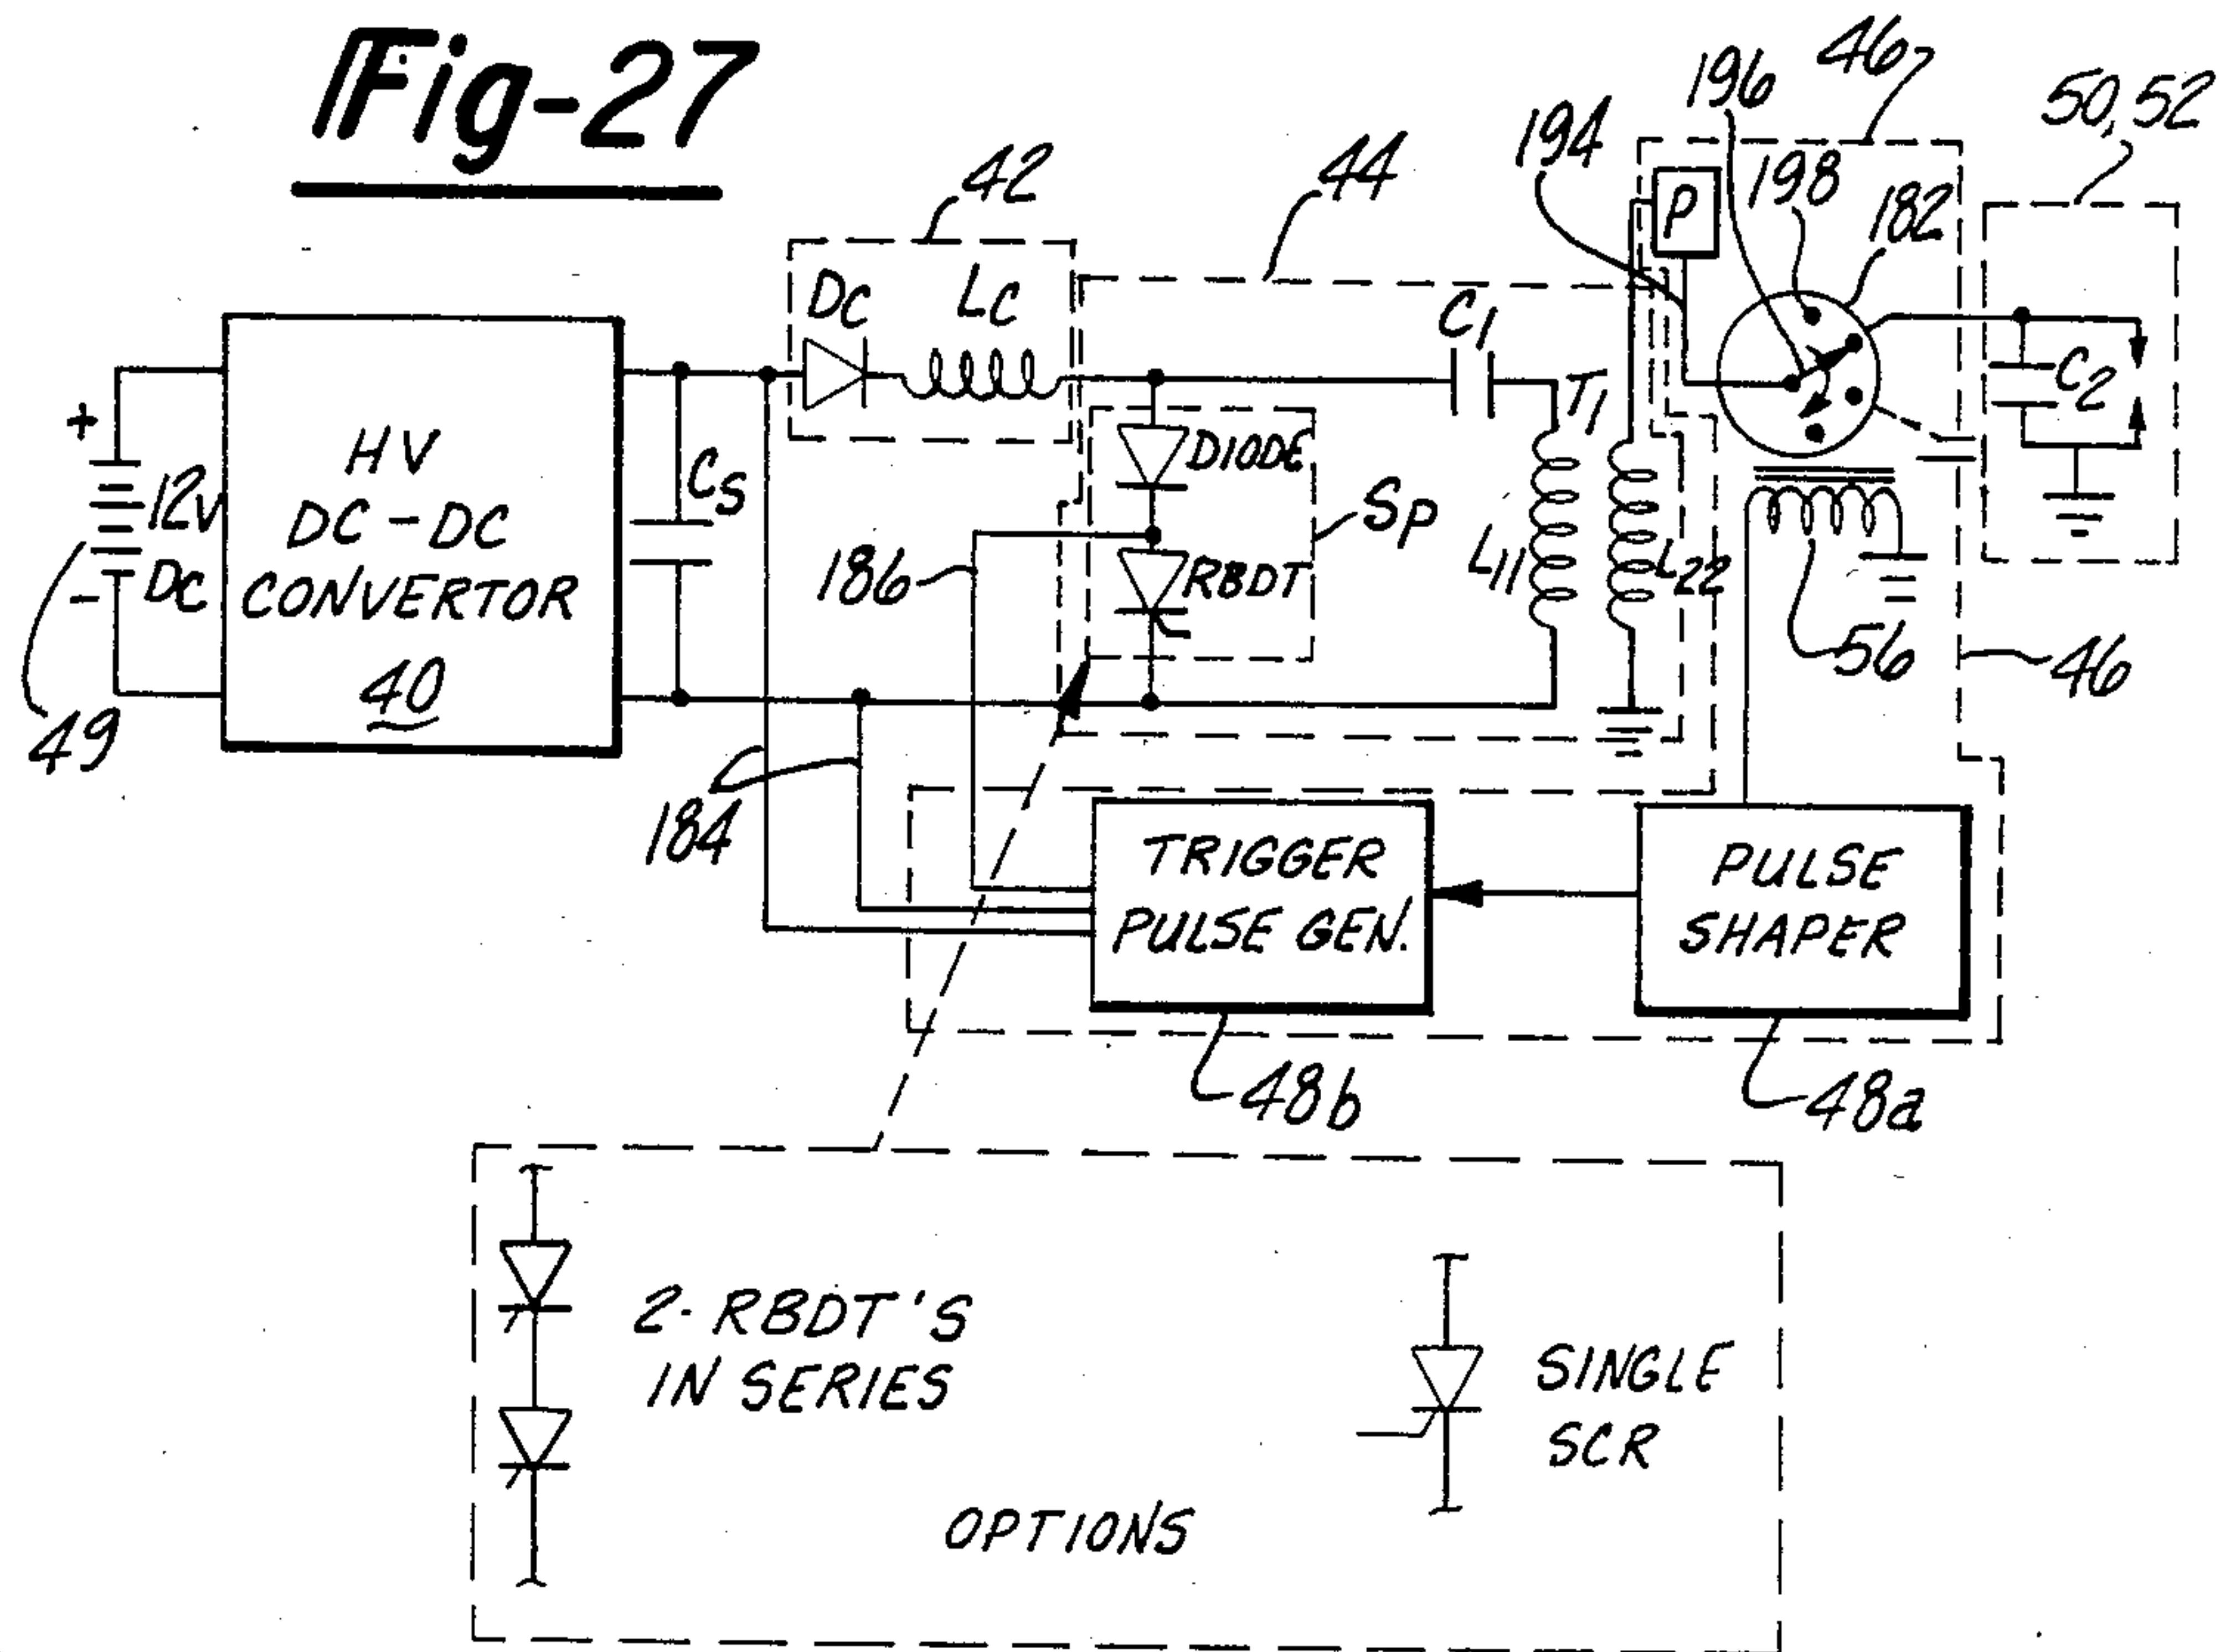 Fig-27
42
44
194
196
46
198
182
50, 52
P
DC
LC
C1
T1
+
12V
DC
-
49
HV
DC-DC
CONVERTOR
40
CS
DIODE
RBDT
SP
186
L11
L22
C2
56
46
184
TRIGGER
PULSE GEN.
PULSE
SHAPER
48b
48a
2-RBDT'S
IN SERIES
SINGLE
SCR
OPTIONS